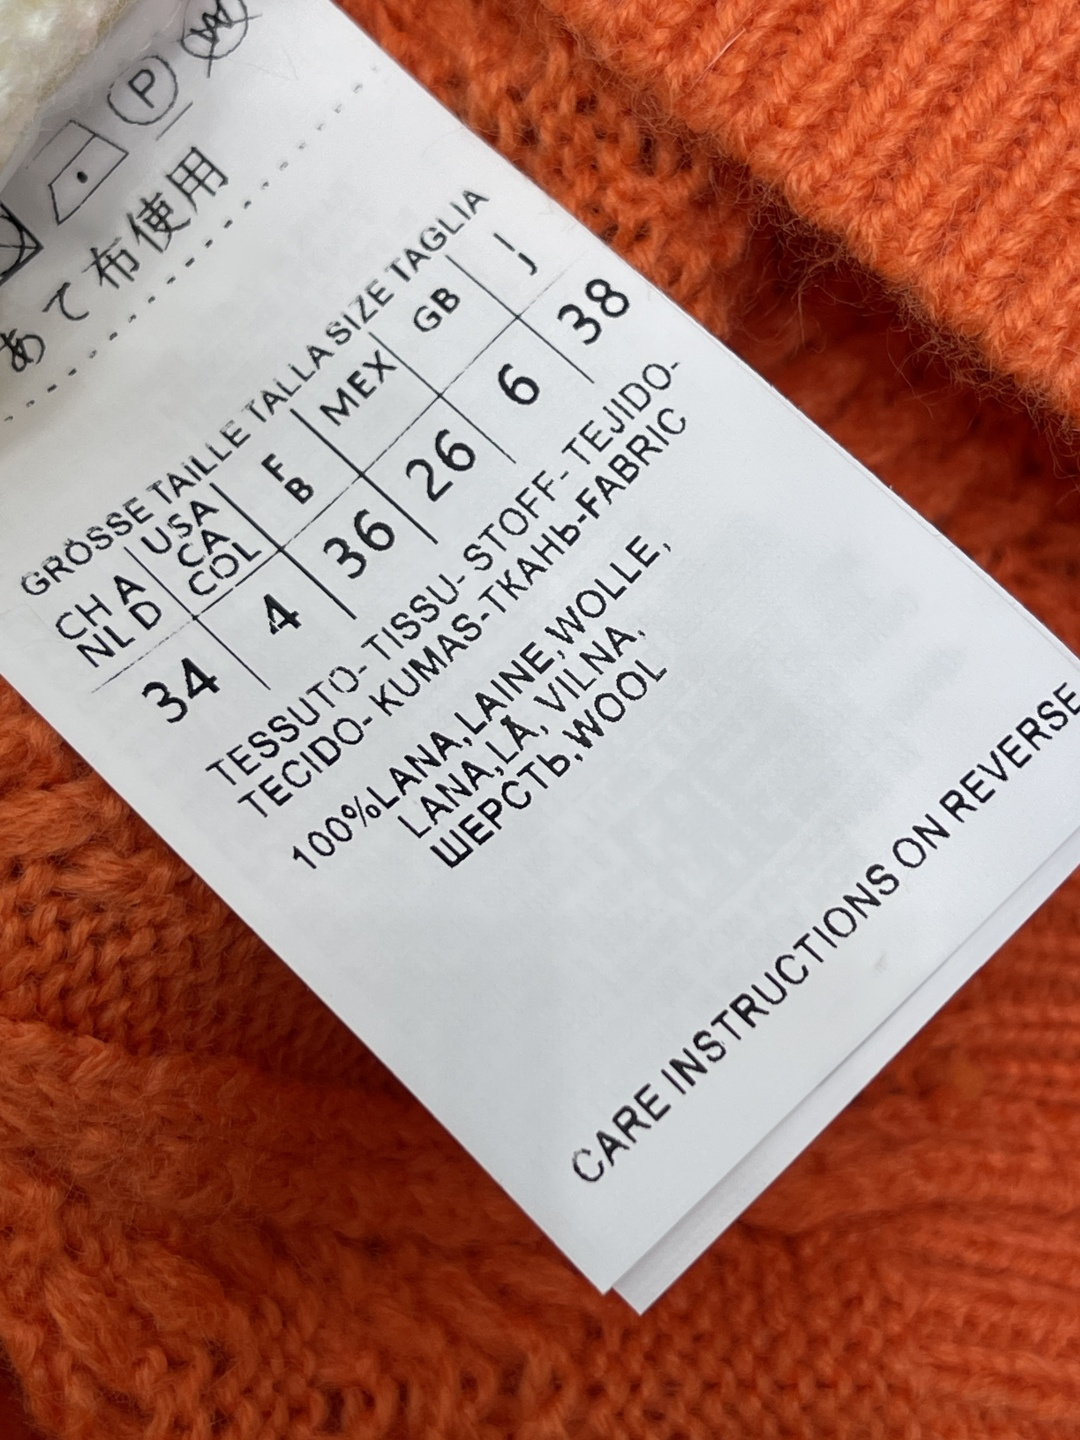 P
あて布使用
GRÖSSE TAILLE TALLA SIZE TAGLIA
CH A NL D
USA CA COL
F B
MEX
GB
I J
34 4 36 26 6 38
TESSUTO- TISSU- STOFF- TEJIDO-
TECIDO- KUMAS-ТКАНЬ-FABRIC
100%LANA,LAINE,WOLLE,
LANA,LÃ, VILNA,
ШЕРСТЬ,WOOL
CARE INSTRUCTIONS ON REVERSE